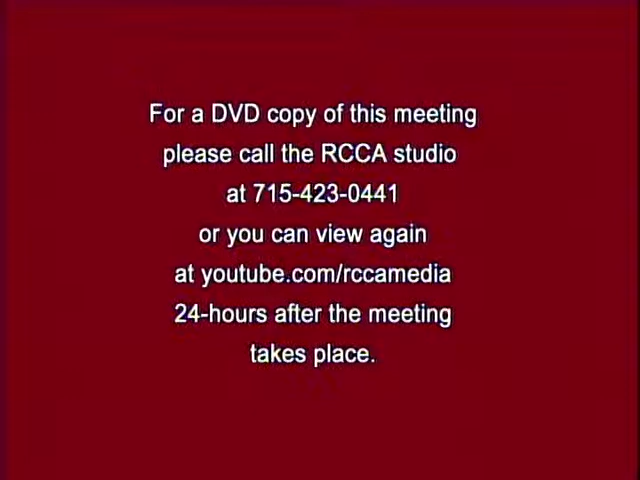 For a DVD copy of this meeting
please call the RCCA studio
at 715-423-0441
or you can view again
at youtube.com/rccamedia
24-hours after the meeting
takes place.